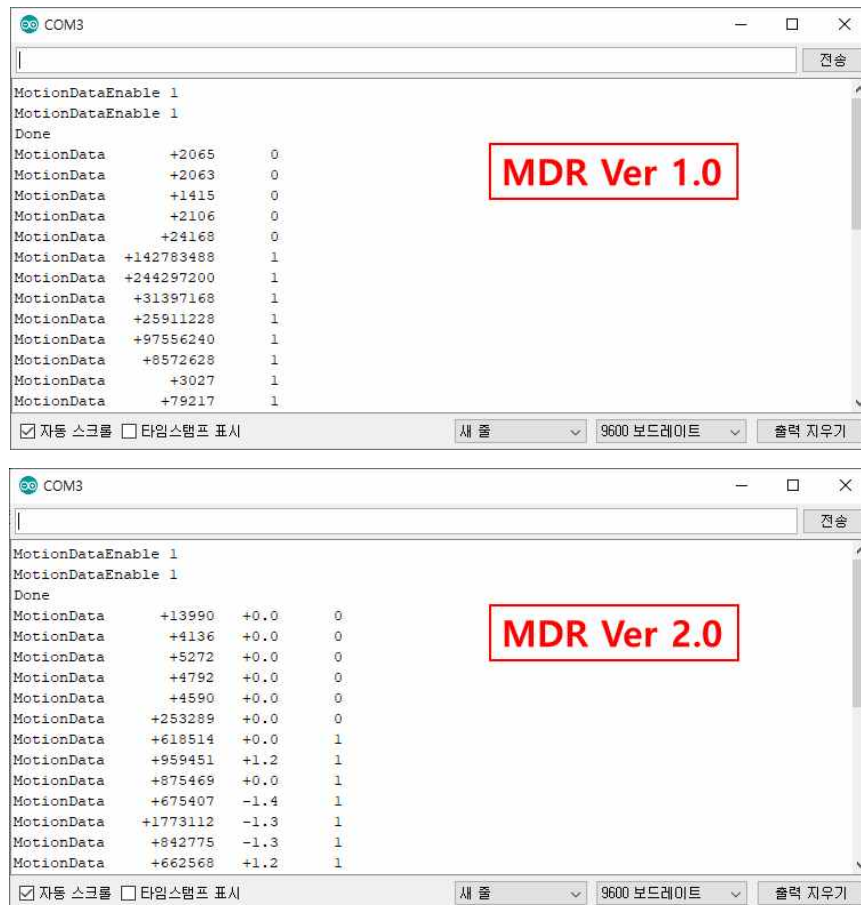 COM3
전송
MotionDataEnable 1
MotionDataEnable 1
Done
MotionData +2065 0
MotionData +2063 0
MotionData +1415 0
MotionData +2106 0
MotionData +24168 0
MotionData +142783488 1
MotionData +244297200 1
MotionData +31397168 1
MotionData +25911228 1
MotionData +97556240 1
MotionData +8572628 1
MotionData +3027 1
MotionData +79217 1
MDR Ver 1.0
자동 스크롤 타임스탬프 표시 새 줄 9600 보드레이트 출력 지우기
COM3
전송
MotionDataEnable 1
MotionDataEnable 1
Done
MotionData +13990 +0.0 0
MotionData +4136 +0.0 0
MotionData +5272 +0.0 0
MotionData +4792 +0.0 0
MotionData +4590 +0.0 0
MotionData +253289 +0.0 0
MotionData +618514 +0.0 1
MotionData +959451 +1.2 1
MotionData +875469 +0.0 1
MotionData +675407 -1.4 1
MotionData +1773112 -1.3 1
MotionData +842775 -1.3 1
MotionData +662568 +1.2 1
MDR Ver 2.0
자동 스크롤 타임스탬프 표시 새 줄 9600 보드레이트 출력 지우기